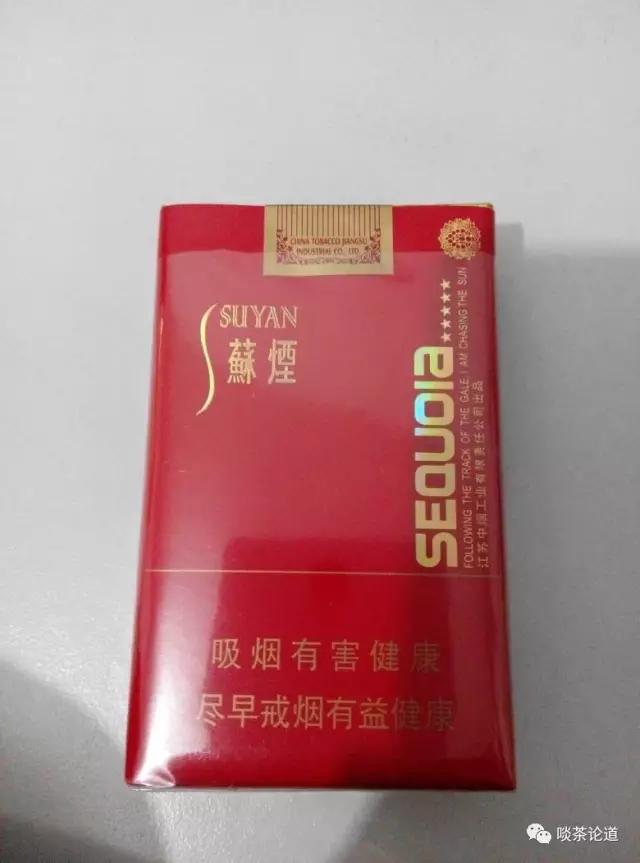 CHINA TOBACCO JIANGSU
INDUSTRIAL CO., LTD.
SUYAN
蘇煙
SEQUOIa
FOLLOWING THE TRACK OF THE GALE, I AM CHASING THE SUN
江苏中烟工业有限责任公司出品
吸烟有害健康
尽早戒烟有益健康
啖茶论道